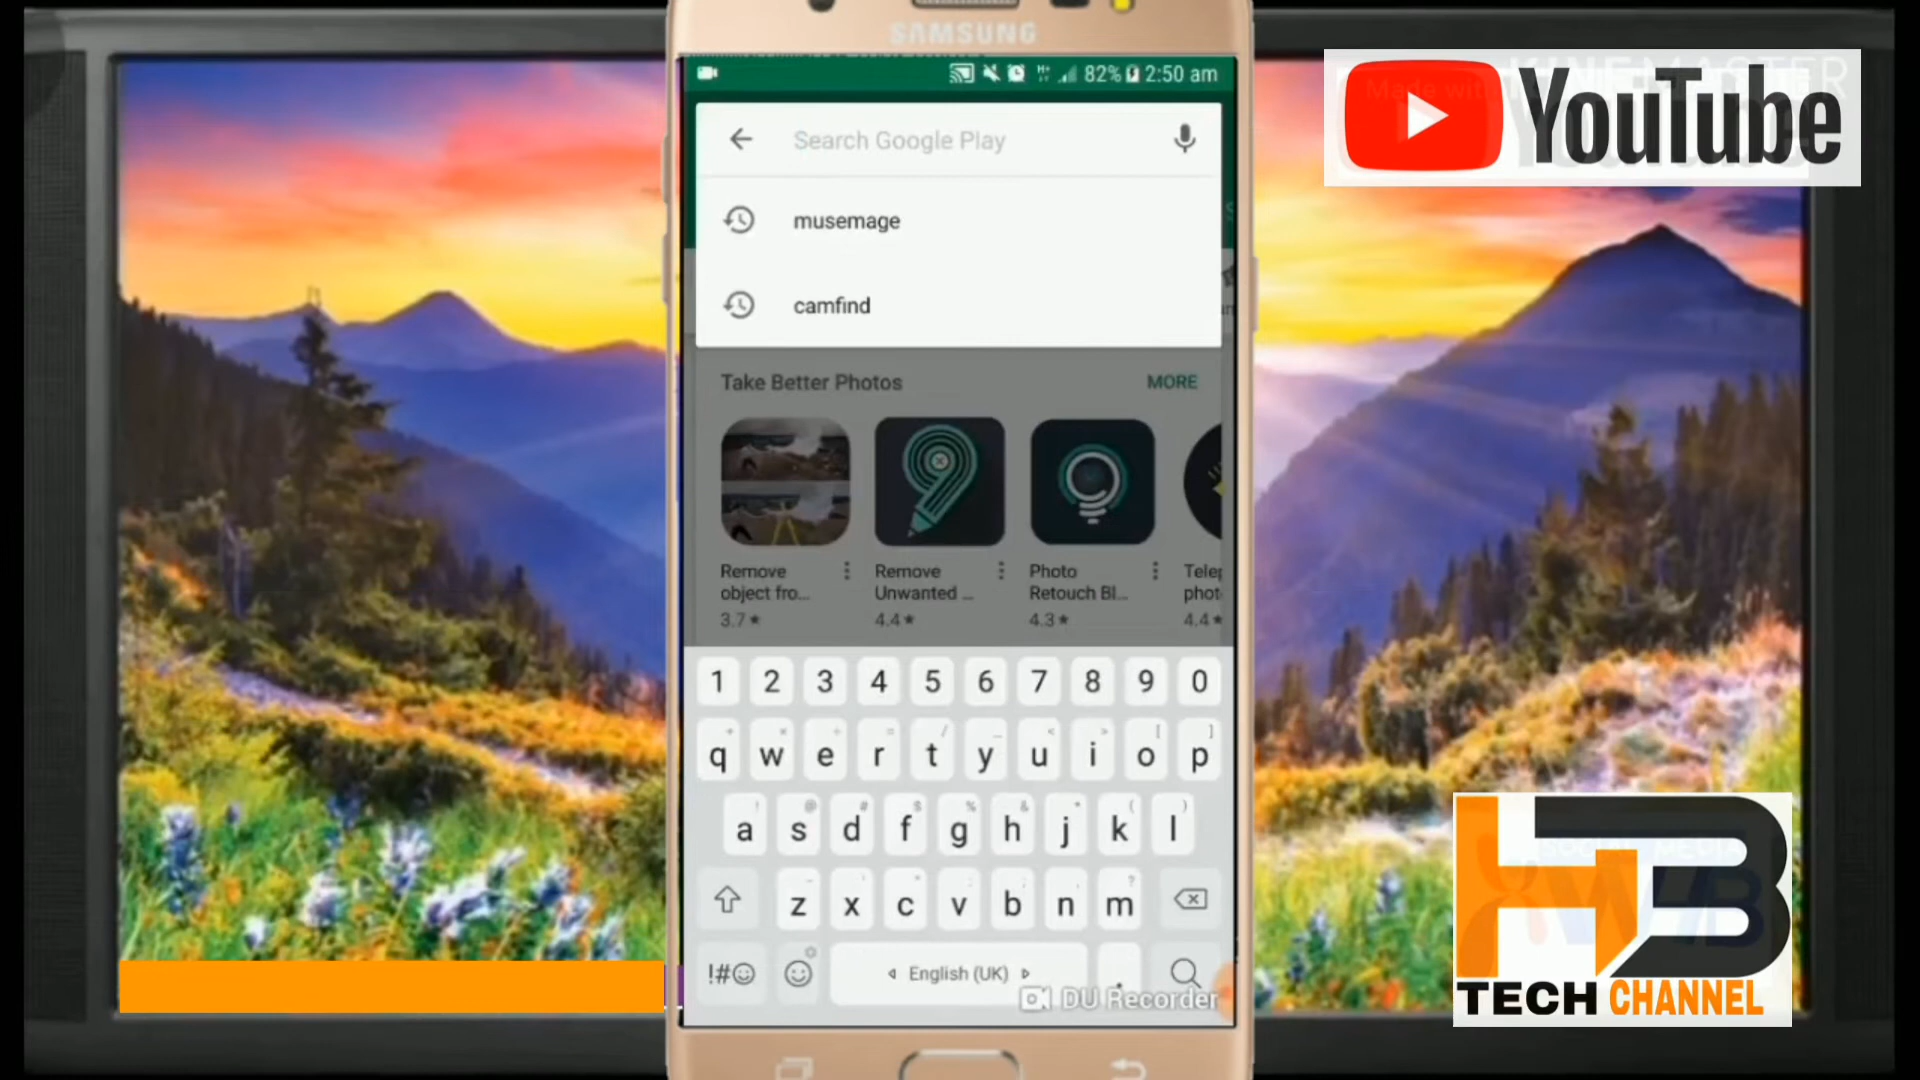 SAMSUNG
82% 2:50 am
Search Google Play
musemage
camfind
Take Better Photos MORE
Remove object fro... 3.7★
Remove Unwanted ... 4.4★
Photo Retouch Bl... 4.3★
4.4★
1 2 3 4 5 6 7 8 9 0
q w e r t y u i o p
a s d f g h j k l
z x c v b n m
!#☺ English (UK) .
DU Recorder
YouTube
HB
TECH CHANNEL